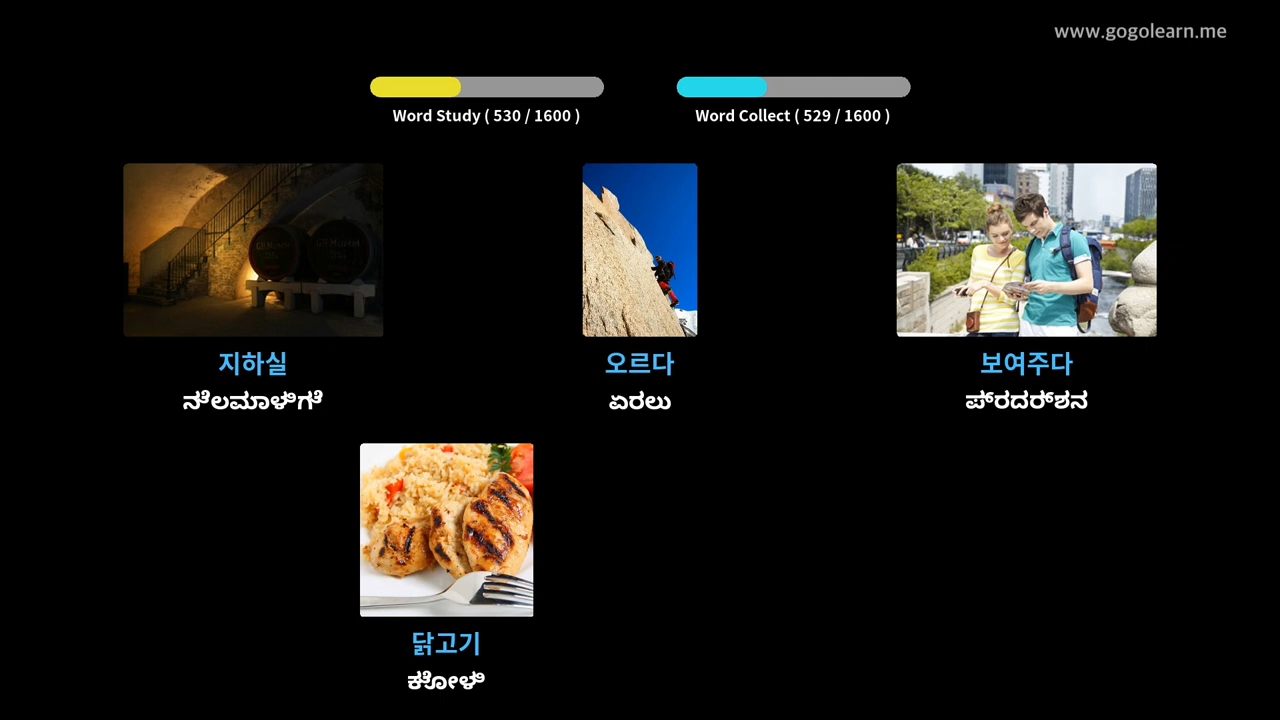 www.gogolearn.me
Word Study ( 530 / 1600 )
Word Collect ( 529 / 1600 )
지하실
오르다
보여주다
ನೆಲಮಾಳಿಗೆ
ಏರಲು
ಪ್ರದರ್ಶನ
닭고기
ಕೋಳಿ